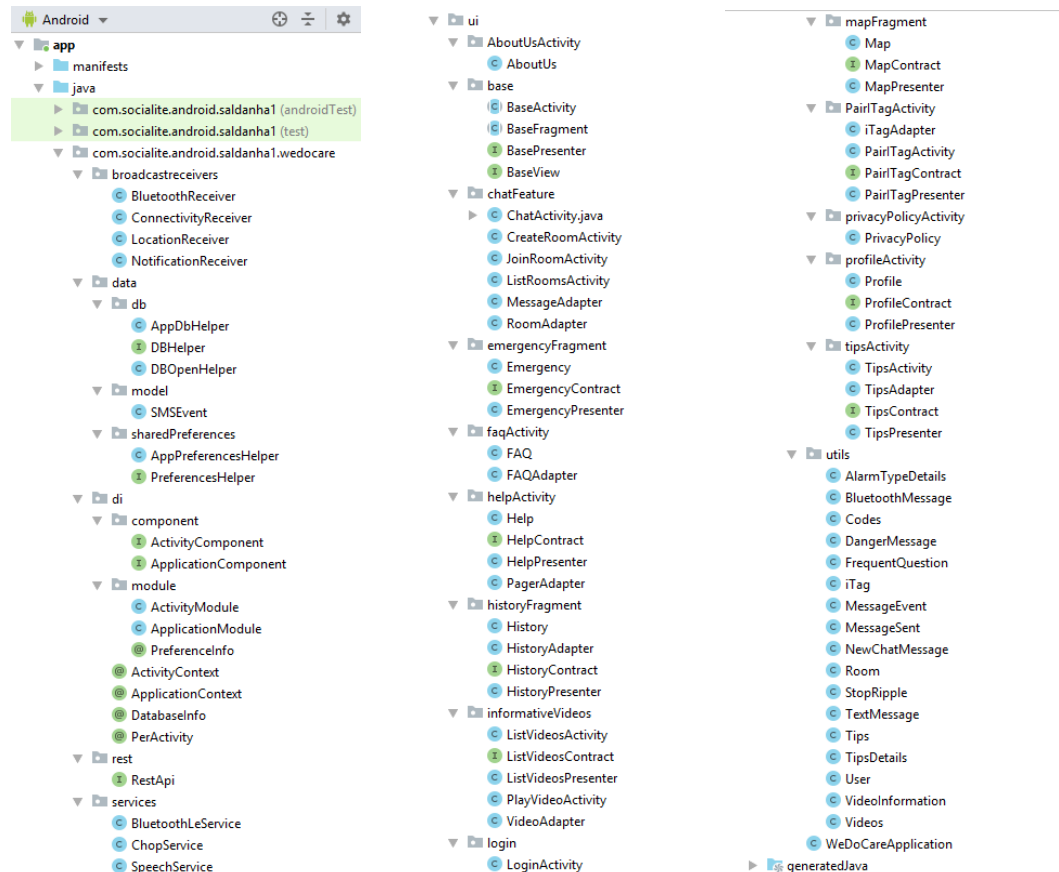 Android
app
manifests
java
com.socialite.android.saldanha1 (androidTest)
com.socialite.android.saldanha1 (test)
com.socialite.android.saldanha1.wedocare
broadcastreceivers
BluetoothReceiver
ConnectivityReceiver
LocationReceiver
NotificationReceiver
data
db
AppDbHelper
DBHelper
DBOpenHelper
model
SMSEvent
sharedPreferences
AppPreferencesHelper
PreferencesHelper
di
component
ActivityComponent
ApplicationComponent
module
ActivityModule
ApplicationModule
PreferenceInfo
ActivityContext
ApplicationContext
DatabaseInfo
PerActivity
rest
RestApi
services
BluetoothLeService
ChopService
SpeechService
ui
AboutUsActivity
AboutUs
base
BaseActivity
BaseFragment
BasePresenter
BaseView
chatFeature
ChatActivity.java
CreateRoomActivity
JoinRoomActivity
ListRoomsActivity
MessageAdapter
RoomAdapter
emergencyFragment
Emergency
EmergencyContract
EmergencyPresenter
faqActivity
FAQ
FAQAdapter
helpActivity
Help
HelpContract
HelpPresenter
PagerAdapter
historyFragment
History
HistoryAdapter
HistoryContract
HistoryPresenter
informativeVideos
ListVideosActivity
ListVideosContract
ListVideosPresenter
PlayVideoActivity
VideoAdapter
login
LoginActivity
mapFragment
Map
MapContract
MapPresenter
PairlTagActivity
iTagAdapter
PairlTagActivity
PairlTagContract
PairlTagPresenter
privacyPolicyActivity
PrivacyPolicy
profileActivity
Profile
ProfileContract
ProfilePresenter
tipsActivity
TipsActivity
TipsAdapter
TipsContract
TipsPresenter
utils
AlarmTypeDetails
BluetoothMessage
Codes
DangerMessage
FrequentQuestion
iTag
MessageEvent
MessageSent
NewChatMessage
Room
StopRipple
TextMessage
Tips
TipsDetails
User
VideoInformation
Videos
WeDoCareApplication
generatedJava